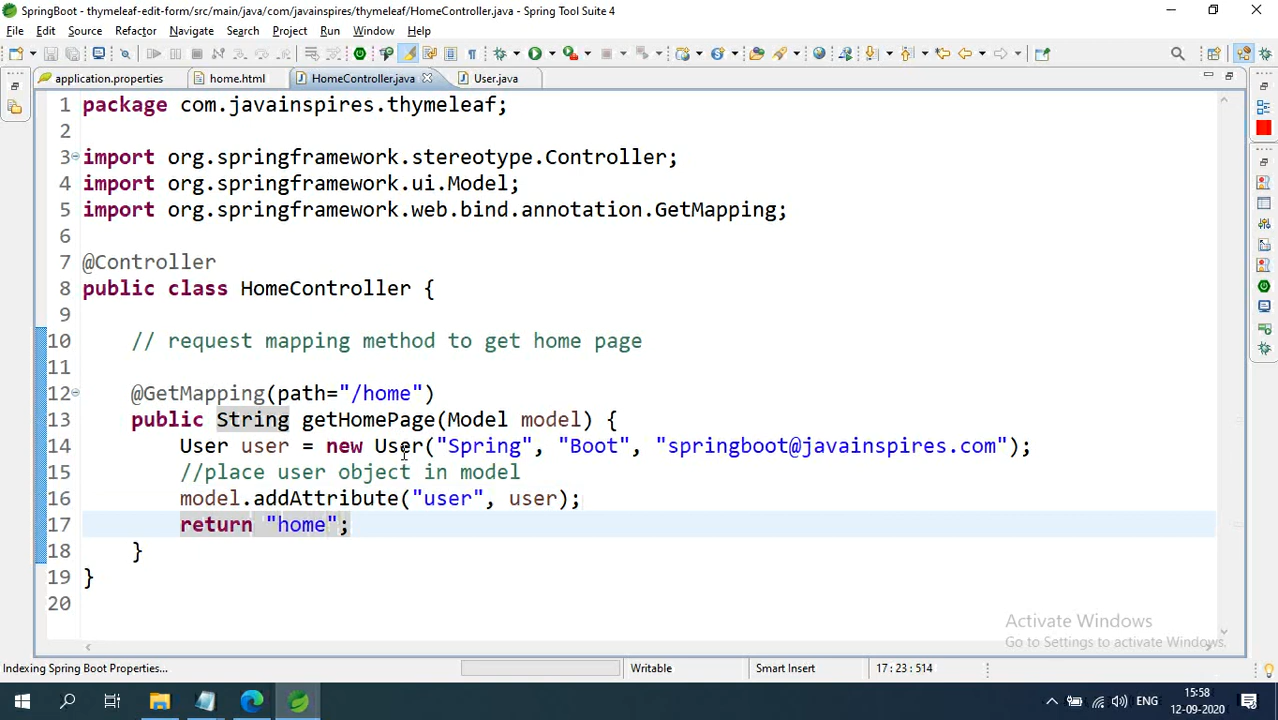 SpringBoot - thymeleaf-edit-form/src/main/java/com/javainspires/thymeleaf/HomeController.java - Spring Tool Suite 4
File Edit Source Refactor Navigate Search Project Run Window Help
application.properties home.html HomeController.java User.java
1 package com.javainspires.thymeleaf;
2
3 import org.springframework.stereotype.Controller;
4 import org.springframework.ui.Model;
5 import org.springframework.web.bind.annotation.GetMapping;
6
7 @Controller
8 public class HomeController {
9
10 // request mapping method to get home page
11
12 @GetMapping(path="/home")
13 public String getHomePage(Model model) {
14 User user = new User("Spring", "Boot", "springboot@javainspires.com");
15 //place user object in model
16 model.addAttribute("user", user);
17 return "home";
18 }
19 }
20
Activate Windows
Go to Settings to activate Windows.
Indexing Spring Boot Properties... Writable Smart Insert 17 : 23 : 514
ENG 15:58
12-09-2020